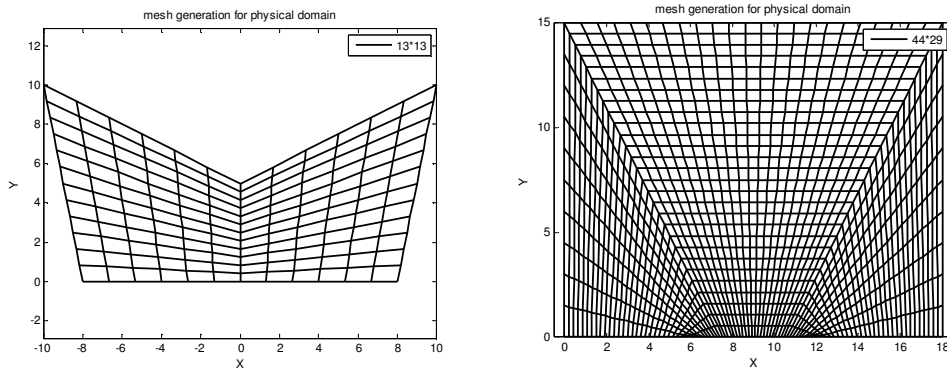 mesh generation for physical domain
13*13
12
10
8
6
4
2
0
-2
Y
-10 -8 -6 -4 -2 0 2 4 6 8 10
X
mesh generation for physical domain
44*29
15
10
5
0
Y
0 2 4 6 8 10 12 14 16 18
X